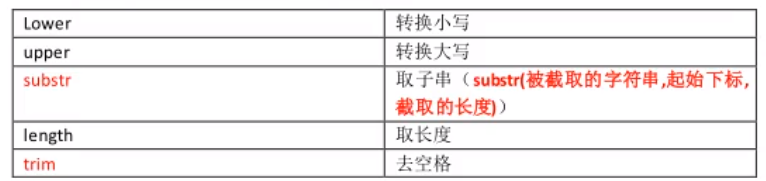 Lower 转换小写
upper 转换大写
substr 取子串（substr(被截取的字符串,起始下标,
截取的长度)）
length 取长度
trim 去空格